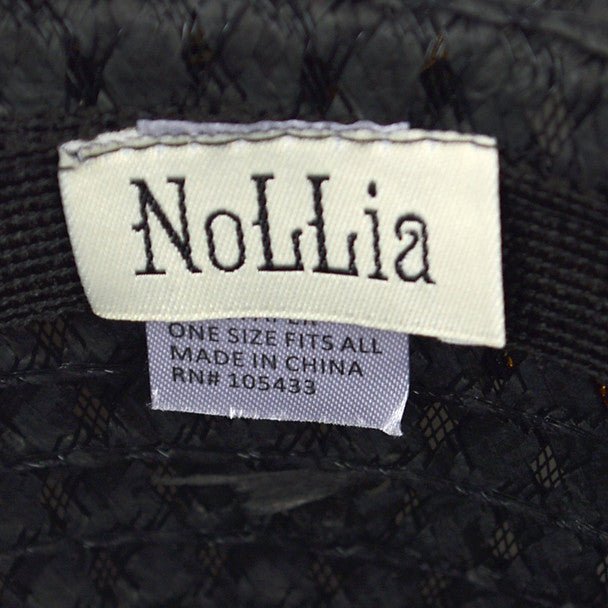 NoLLia
ONE SIZE FITS ALL
MADE IN CHINA
RN# 105433